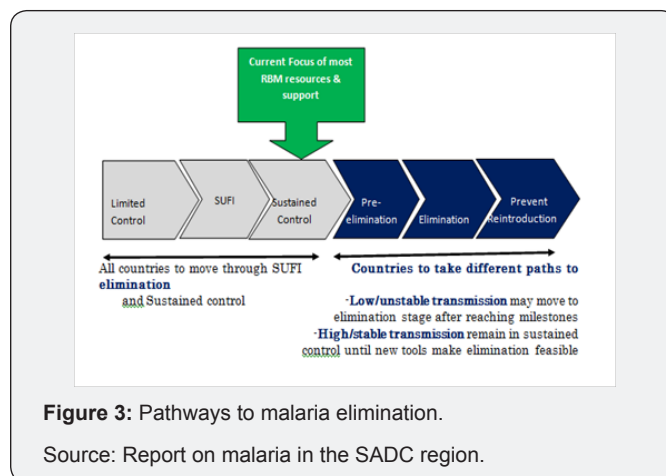 Current Focus of most
RBM resources &
support
Limited
Control
SUFI
Sustained
Control
Pre-
elimination
Elimination
Prevent
Reintroduction
All countries to move through SUFI
elimination
and Sustained control
Countries to take different paths to
-Low/unstable transmission may move to
elimination stage after reaching milestones
-High/stable transmission remain in sustained
control until new tools make elimination feasible
Figure 3: Pathways to malaria elimination.
Source: Report on malaria in the SADC region.